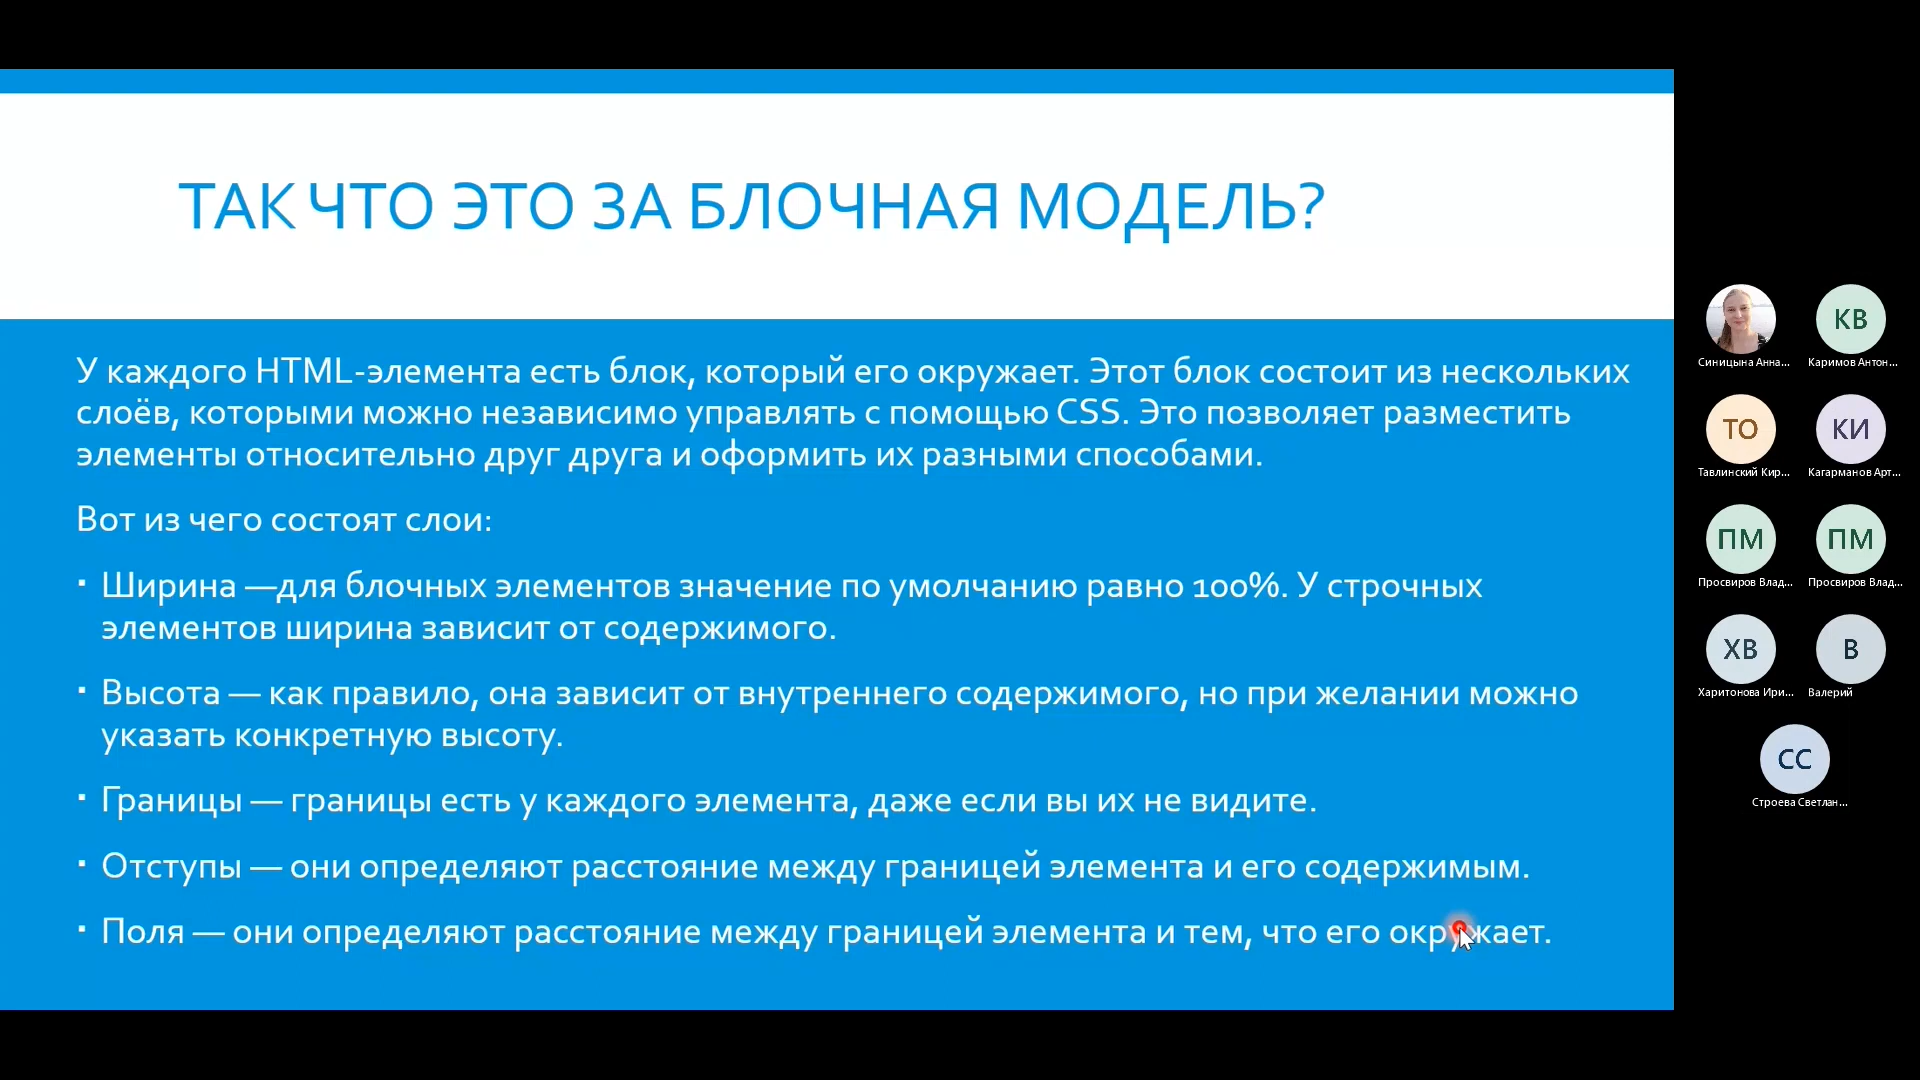 ТАК ЧТО ЭТО ЗА БЛОЧНАЯ МОДЕЛЬ?
У каждого HTML-элемента есть блок, который его окружает. Этот блок состоит из нескольких
слоёв, которыми можно независимо управлять с помощью CSS. Это позволяет разместить
элементы относительно друг друга и оформить их разными способами.
Вот из чего состоят слои:
▪ Ширина —для блочных элементов значение по умолчанию равно 100%. У строчных
элементов ширина зависит от содержимого.
▪ Высота — как правило, она зависит от внутреннего содержимого, но при желании можно
указать конкретную высоту.
▪ Границы — границы есть у каждого элемента, даже если вы их не видите.
▪ Отступы — они определяют расстояние между границей элемента и его содержимым.
▪ Поля — они определяют расстояние между границей элемента и тем, что его окружает.
КВ
Синицына Анна...
Каримов Антон...
ТО
КИ
Тавлинский Кир...
Кагарманов Арт...
ПМ
ПМ
Просвиров Влад...
Просвиров Влад...
ХВ
В
Харитонова Ири...
Валерий
СС
Строева Светлан...